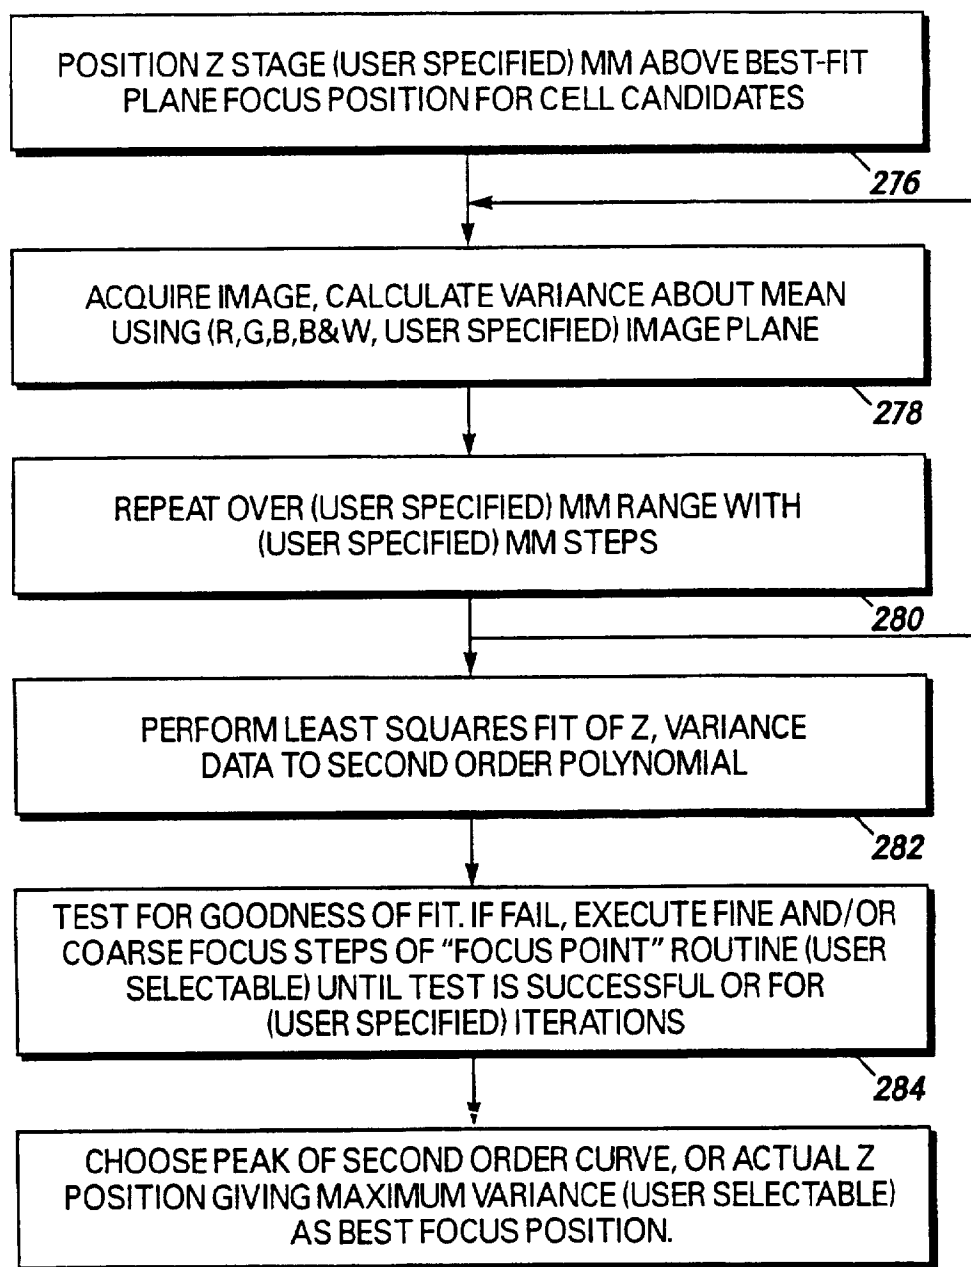 POSITION Z STAGE (USER SPECIFIED) MM ABOVE BEST-FIT
PLANE FOCUS POSITION FOR CELL CANDIDATES
276
ACQUIRE IMAGE, CALCULATE VARIANCE ABOUT MEAN
USING (R,G,B,B&W, USER SPECIFIED) IMAGE PLANE
278
REPEAT OVER (USER SPECIFIED) MM RANGE WITH
(USER SPECIFIED) MM STEPS
280
PERFORM LEAST SQUARES FIT OF Z, VARIANCE
DATA TO SECOND ORDER POLYNOMIAL
282
TEST FOR GOODNESS OF FIT. IF FAIL, EXECUTE FINE AND/OR
COARSE FOCUS STEPS OF "FOCUS POINT" ROUTINE (USER
SELECTABLE) UNTIL TEST IS SUCCESSFUL OR FOR
(USER SPECIFIED) ITERATIONS
284
CHOOSE PEAK OF SECOND ORDER CURVE, OR ACTUAL Z
POSITION GIVING MAXIMUM VARIANCE (USER SELECTABLE)
AS BEST FOCUS POSITION.